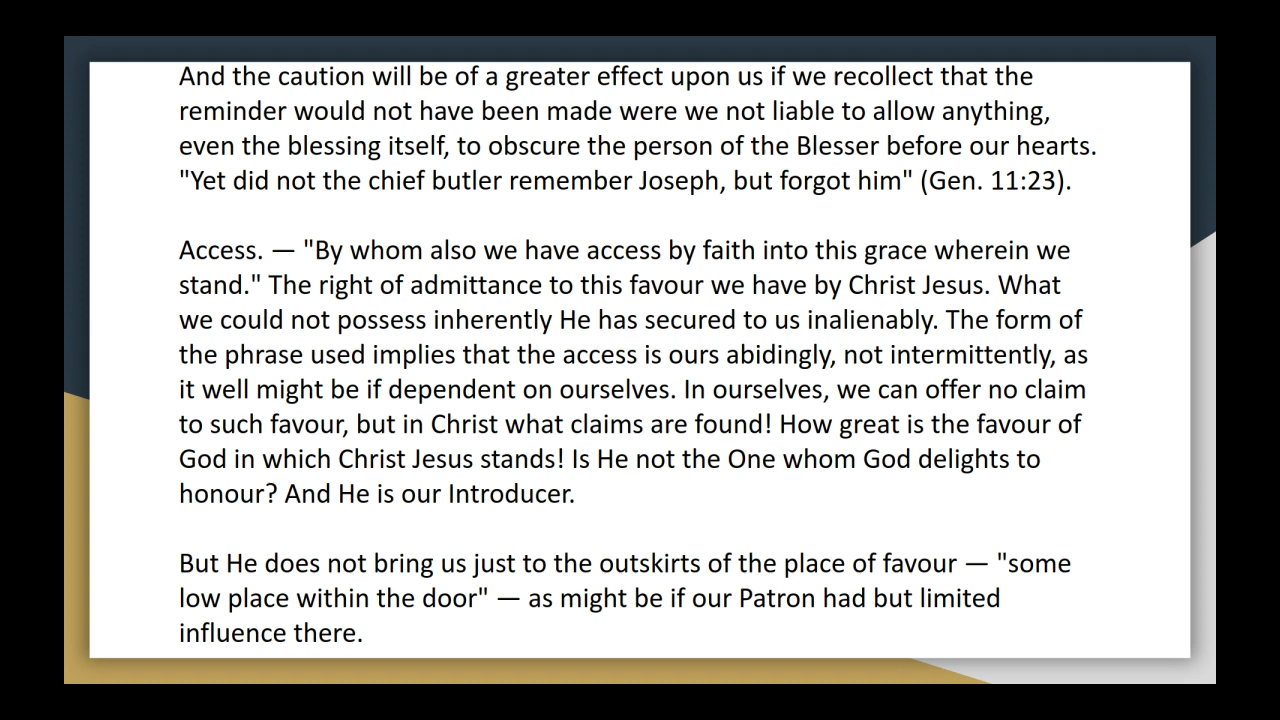 And the caution will be of a greater effect upon us if we recollect that the
reminder would not have been made were we not liable to allow anything,
even the blessing itself, to obscure the person of the Blesser before our hearts.
"Yet did not the chief butler remember Joseph, but forgot him" (Gen. 11:23).
Access. — "By whom also we have access by faith into this grace wherein we
stand." The right of admittance to this favour we have by Christ Jesus. What
we could not possess inherently He has secured to us inalienably. The form of
the phrase used implies that the access is ours abidingly, not intermittently, as
it well might be if dependent on ourselves. In ourselves, we can offer no claim
to such favour, but in Christ what claims are found! How great is the favour of
God in which Christ Jesus stands! Is He not the One whom God delights to
honour? And He is our Introducer.
But He does not bring us just to the outskirts of the place of favour — "some
low place within the door" — as might be if our Patron had but limited
influence there.